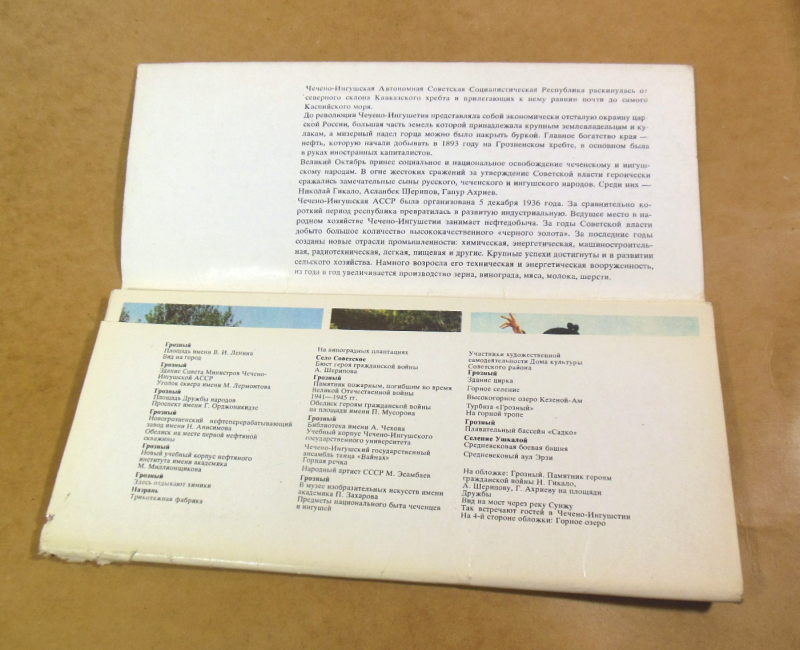 Чечено-Ингушская Автономная Советская Социалистическая Республика раскинулась от
северного склона Кавказского хребта и прилегающих к нему равнин почти до самого
Каспийского моря.
До революции Чечено-Ингушетия представляла собой экономически отсталую окраину цар-
ской России, большая часть земель которой принадлежала крупным землевладельцам и ку-
лакам, а мизерный надел горца можно было накрыть буркой. Главное богатство края —
нефть, которую начали добывать в 1893 году на Грозненском хребте, в основном была
в руках иностранных капиталистов.
Великий Октябрь принес социальное и национальное освобождение чеченскому и ингуш-
скому народам. В огне жестоких сражений за утверждение Советской власти героически
сражались замечательные сыны русского, чеченского и ингушского народов. Среди них —
Николай Гикало, Асланбек Шерипов, Гапур Ахриев.
Чечено-Ингушская АССР была организована 5 декабря 1936 года. За сравнительно ко-
роткий период республика превратилась в развитую индустриальную. Ведущее место в на-
родном хозяйстве Чечено-Ингушетии занимает нефтедобыча. За годы Советской власти
добыто большое количество высококачественного «черного золота». За последние годы
созданы новые отрасли промышленности: химическая, энергетическая, машиностроитель-
ная, радиотехническая, легкая, пищевая и другие. Крупные успехи достигнуты и в развитии
сельского хозяйства. Намного возросла его техническая и энергетическая вооруженность,
из года в год увеличивается производство зерна, винограда, мяса, молока, шерсти.
Грозный
Площадь имени В. И. Ленина
Вид на город
Грозный
Здание Совета Министров Чечено-
Ингушской АССР
Уголок сквера имени М. Лермонтова
Грозный
Площадь Дружбы народов
Проспект имени Г. Орджоникидзе
Грозный
Новогрозненский нефтеперерабатывающий
завод имени Н. Анисимова
Обелиск на месте первой нефтяной
скважины
Грозный
Новый учебный корпус нефтяного
института имени академика
М. Миллионщикова
Грозный
Здесь отдыхают химики
Назрань
Трикотажная фабрика
На виноградных плантациях
Село Советское
Бюст героя гражданской войны
А. Шерипова
Грозный
Памятник пожарным, погибшим во время
Великой Отечественной войны
1941—1945 гг.
Обелиск героям гражданской войны
на площади имени П. Мусорова
Грозный
Библиотека имени А. Чехова
Учебный корпус Чечено-Ингушского
государственного университета
Чечено-Ингушский государственный
ансамбль танца «Вайнах»
Горная речка
Народный артист СССР М. Эсамбаев
Грозный
В музее изобразительных искусств имени
академика П. Захарова
Предметы национального быта чеченцев
и ингушей
Участники художественной
самодеятельности Дома культуры
Советского района
Грозный
Здание цирка
Горное селение
Высокогорное озеро Кезеной-Ам
Турбаза «Грозный»
На горной тропе
Грозный
Плавательный бассейн «Садко»
Селение Ушкалой
Средневековая боевая башня
Средневековый аул Эрзи
На обложке: Грозный. Памятник героям
гражданской войны Н. Гикало,
А. Шерипову, Г. Ахриеву на площади
Дружбы
Вид на мост через реку Сунжу
Так встречают гостей в Чечено-Ингушетии
На 4-й стороне обложки: Горное озеро